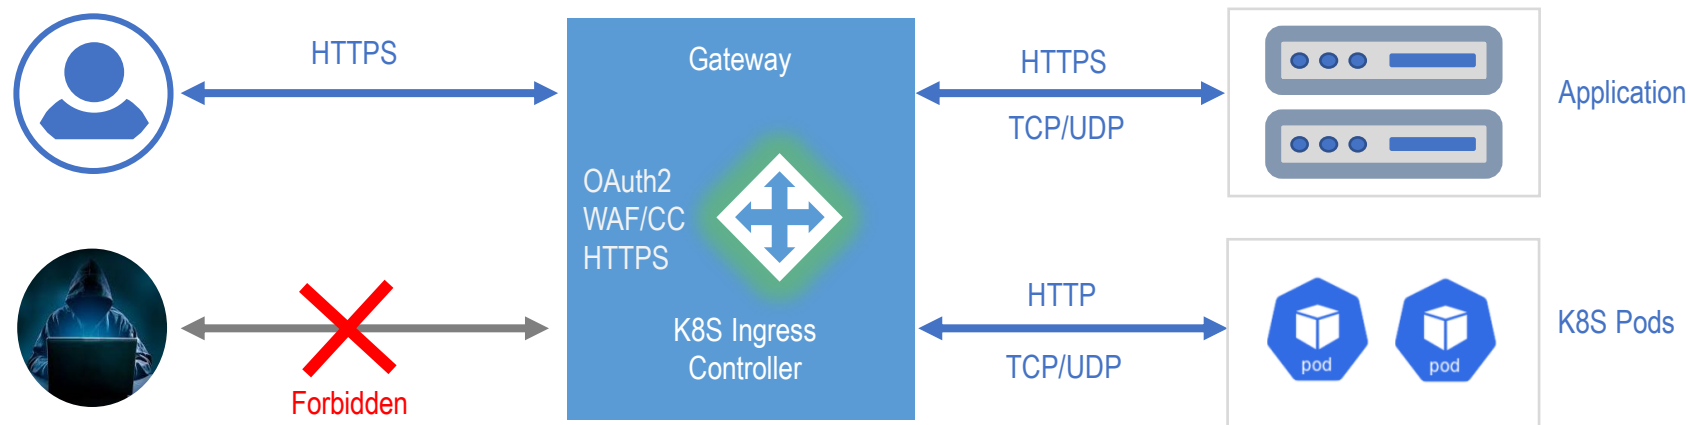 HTTPS
Gateway
HTTPS
TCP/UDP
Application
OAuth2
WAF/CC
HTTPS
K8S Ingress
Controller
HTTP
TCP/UDP
pod
pod
K8S Pods
Forbidden